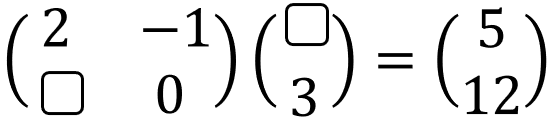 (2 −1) (□) = (5)
(□ 0) (3) (12)